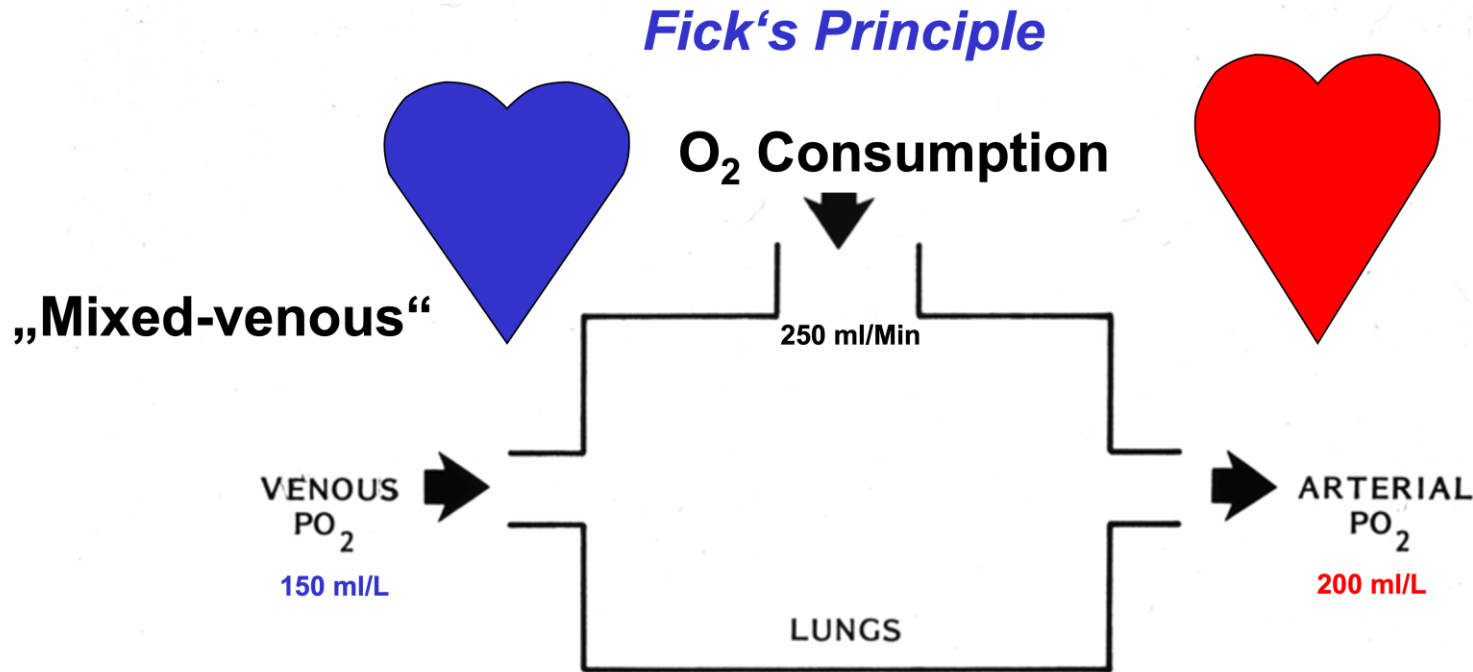 Fick‘s Principle
O₂ Consumption
„Mixed-venous“
250 ml/Min
VENOUS
PO₂
150 ml/L
ARTERIAL
PO₂
200 ml/L
LUNGS